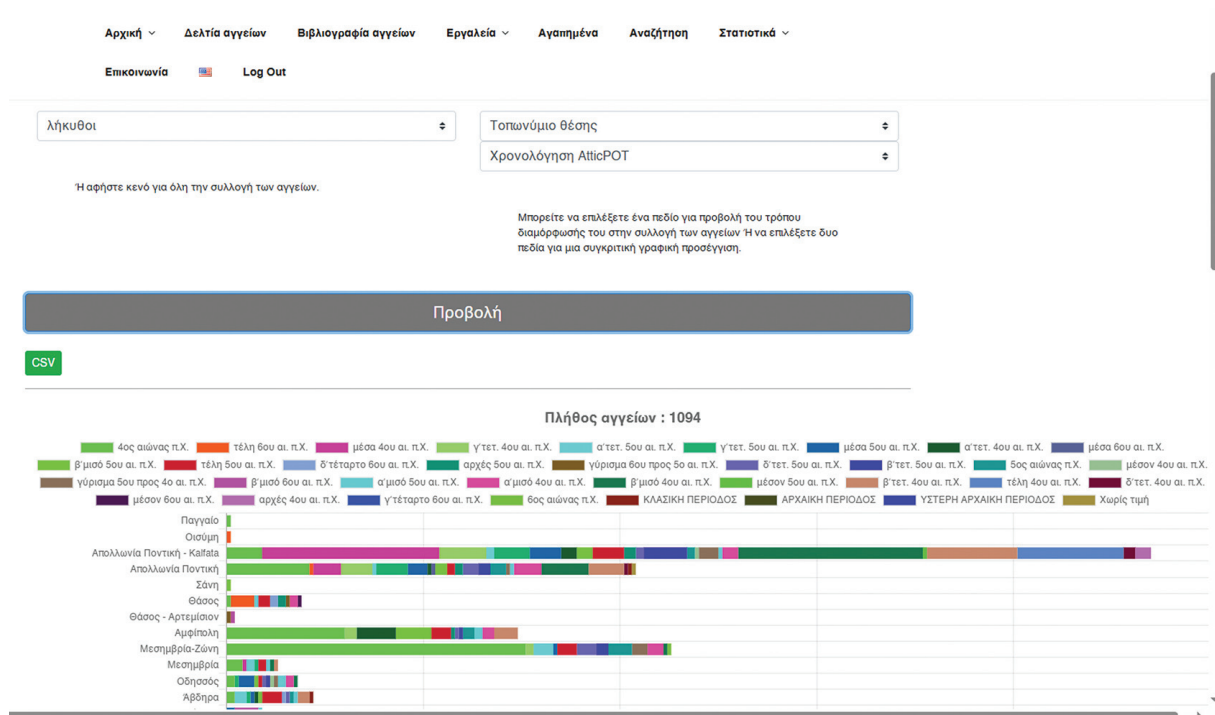 Αρχική Δελτία αγγείων Βιβλιογραφία αγγείων Εργαλεία Αγαπημένα Αναζήτηση Στατιστικά
Επικοινωνία Log Out
λήκυθοι
Τοπωνύμιο θέσης
Χρονολόγηση AtticPOT
Ή αφήστε κενό για όλη την συλλογή των αγγείων.
Μπορείτε να επιλέξετε ένα πεδίο για προβολή του τρόπου
διαμόρφωσής του στην συλλογή των αγγείων Ή να επιλέξετε δυο
πεδία για μια συγκριτική γραφική προσέγγιση.
Προβολή
CSV
Πλήθος αγγείων : 1094
4ος αιώνας π.Χ. τέλη 6ου αι. π.Χ. μέσα 4ου αι. π.Χ. γ'τετ. 4ου αι. π.Χ. α'τετ. 5ου αι. π.Χ. γ'τετ. 5ου αι. π.Χ. μέσα 5ου αι. π.Χ. α'τετ. 4ου αι. π.Χ. μέσα 6ου αι. π.Χ.
β'μισό 5ου αι. π.Χ. τέλη 5ου αι. π.Χ. δ'τέταρτο 6ου αι. π.Χ. αρχές 5ου αι. π.Χ. γύρισμα 6ου προς 5ο αι. π.Χ. δ'τετ. 5ου αι. π.Χ. β'τετ. 5ου αι. π.Χ. 5ος αιώνας π.Χ. μέσον 4ου αι. π.Χ.
γύρισμα 5ου προς 4ο αι. π.Χ. β'μισό 6ου αι. π.Χ. α'μισό 5ου αι. π.Χ. α'μισό 4ου αι. π.Χ. β'μισό 4ου αι. π.Χ. μέσον 5ου αι. π.Χ. β'τετ. 4ου αι. π.Χ. τέλη 4ου αι. π.Χ. δ'τετ. 4ου αι. π.Χ.
μέσον 6ου αι. π.Χ. αρχές 4ου αι. π.Χ. γ'τέταρτο 6ου αι. π.Χ. 6ος αιώνας π.Χ. ΚΛΑΣΙΚΗ ΠΕΡΙΟΔΟΣ ΑΡΧΑΙΚΗ ΠΕΡΙΟΔΟΣ ΥΣΤΕΡΗ ΑΡΧΑΙΚΗ ΠΕΡΙΟΔΟΣ Χωρίς τιμή
Παγγαίο
Οισύμη
Απολλωνία Ποντική - Kalfata
Απολλωνία Ποντική
Σάνη
Θάσος
Θάσος - Αρτεμίσιον
Αμφίπολη
Μεσημβρία-Ζώνη
Μεσημβρία
Οδησσός
Άβδηρα